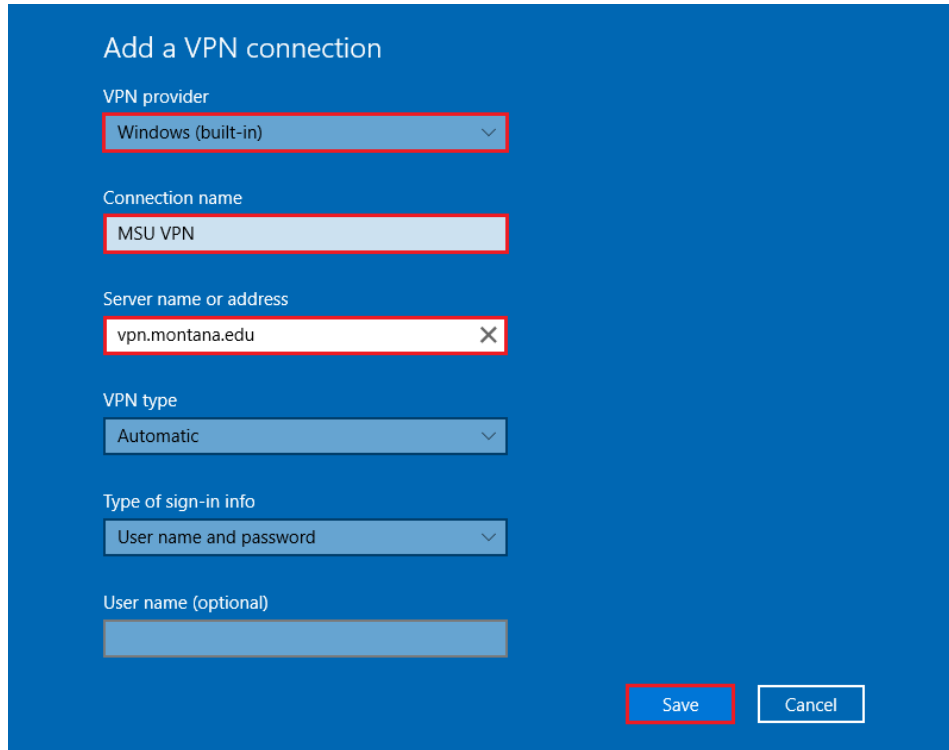 Add a VPN connection
VPN provider
Windows (built-in)
Connection name
MSU VPN
Server name or address
vpn.montana.edu
VPN type
Automatic
Type of sign-in info
User name and password
User name (optional)
Save Cancel